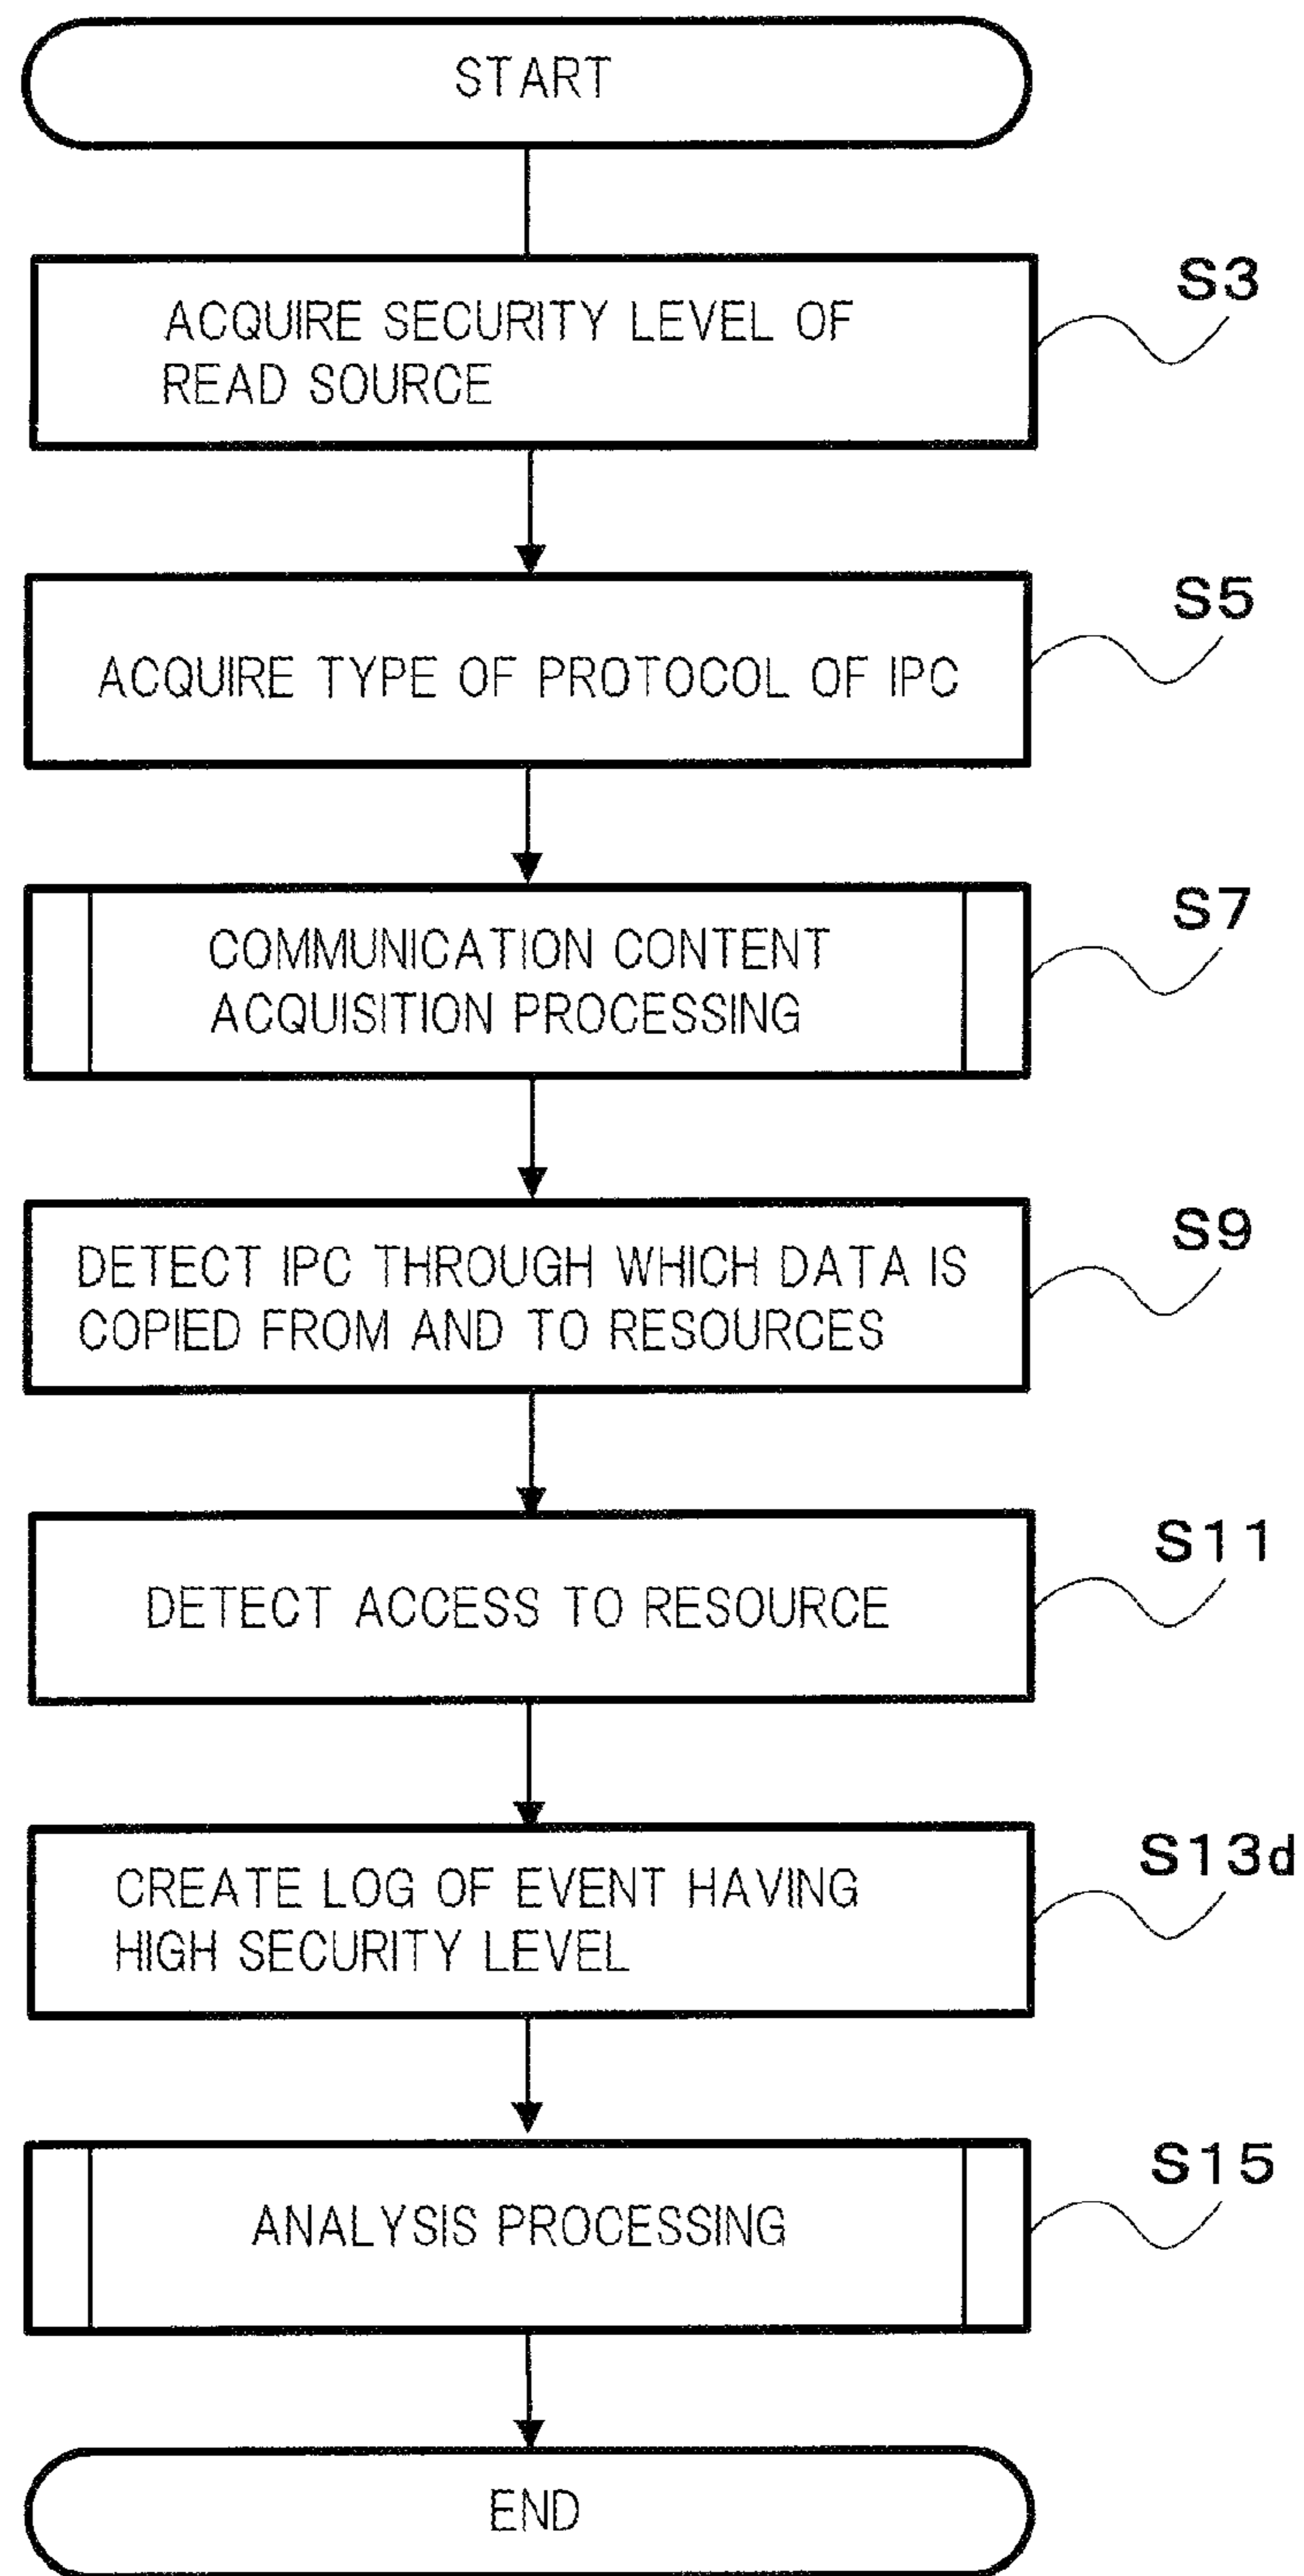 START
S3
ACQUIRE SECURITY LEVEL OF
READ SOURCE
S5
ACQUIRE TYPE OF PROTOCOL OF IPC
S7
COMMUNICATION CONTENT
ACQUISITION PROCESSING
S9
DETECT IPC THROUGH WHICH DATA IS
COPIED FROM AND TO RESOURCES
S11
DETECT ACCESS TO RESOURCE
S13d
CREATE LOG OF EVENT HAVING
HIGH SECURITY LEVEL
S15
ANALYSIS PROCESSING
END